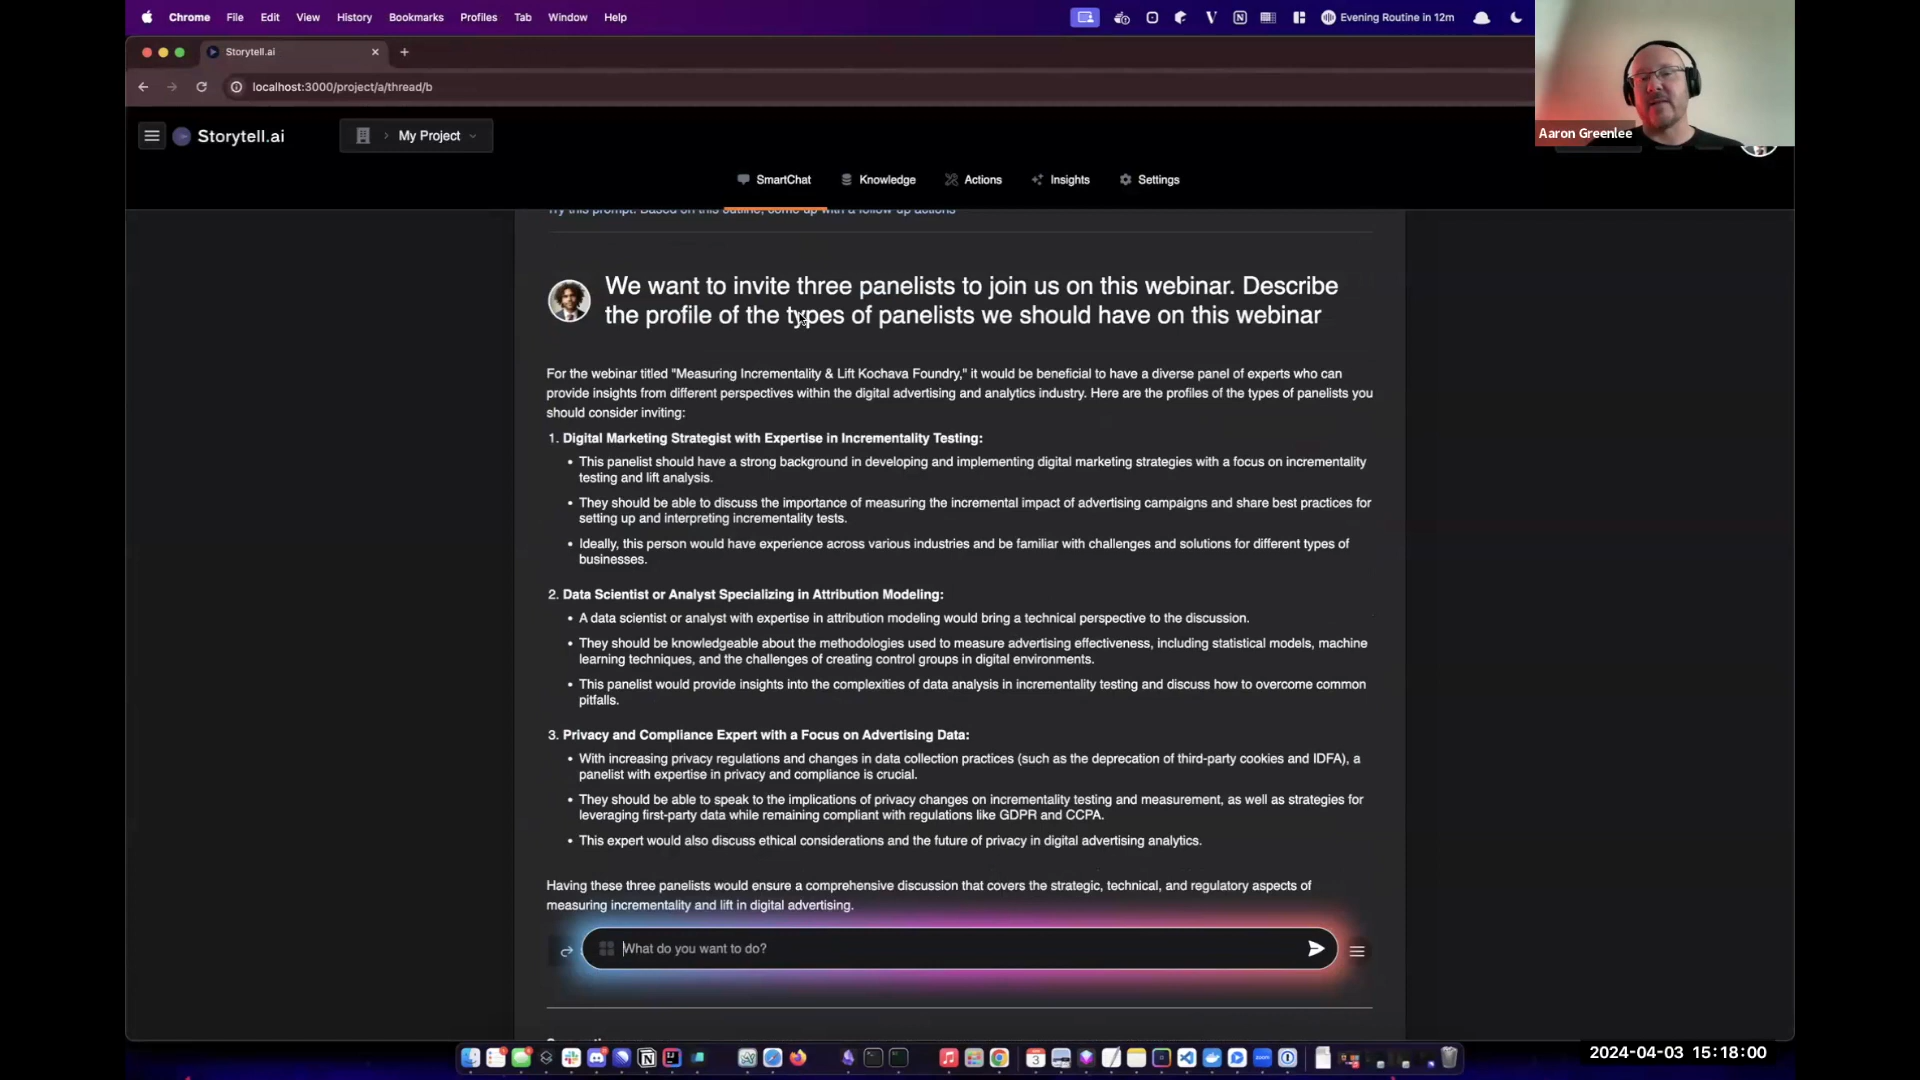 Chrome File Edit View History Bookmarks Profiles Tab Window Help
Evening Routine in 12m
Storytell.ai
localhost:3000/project/a/thread/b
Storytell.ai
My Project
Aaron Greenlee
SmartChat Knowledge Actions Insights Settings
Try this prompt: Based on this outline, come up with a follow-up actions
We want to invite three panelists to join us on this webinar. Describe
the profile of the types of panelists we should have on this webinar
For the webinar titled "Measuring Incrementality & Lift Kochava Foundry," it would be beneficial to have a diverse panel of experts who can
provide insights from different perspectives within the digital advertising and analytics industry. Here are the profiles of the types of panelists you
should consider inviting:
1. Digital Marketing Strategist with Expertise in Incrementality Testing:
• This panelist should have a strong background in developing and implementing digital marketing strategies with a focus on incrementality
testing and lift analysis.
• They should be able to discuss the importance of measuring the incremental impact of advertising campaigns and share best practices for
setting up and interpreting incrementality tests.
• Ideally, this person would have experience across various industries and be familiar with challenges and solutions for different types of
businesses.
2. Data Scientist or Analyst Specializing in Attribution Modeling:
• A data scientist or analyst with expertise in attribution modeling would bring a technical perspective to the discussion.
• They should be knowledgeable about the methodologies used to measure advertising effectiveness, including statistical models, machine
learning techniques, and the challenges of creating control groups in digital environments.
• This panelist would provide insights into the complexities of data analysis in incrementality testing and discuss how to overcome common
pitfalls.
3. Privacy and Compliance Expert with a Focus on Advertising Data:
• With increasing privacy regulations and changes in data collection practices (such as the deprecation of third-party cookies and IDFA), a
panelist with expertise in privacy and compliance is crucial.
• They should be able to speak to the implications of privacy changes on incrementality testing and measurement, as well as strategies for
leveraging first-party data while remaining compliant with regulations like GDPR and CCPA.
• This expert would also discuss ethical considerations and the future of privacy in digital advertising analytics.
Having these three panelists would ensure a comprehensive discussion that covers the strategic, technical, and regulatory aspects of
measuring incrementality and lift in digital advertising.
What do you want to do?
2024-04-03 15:18:00